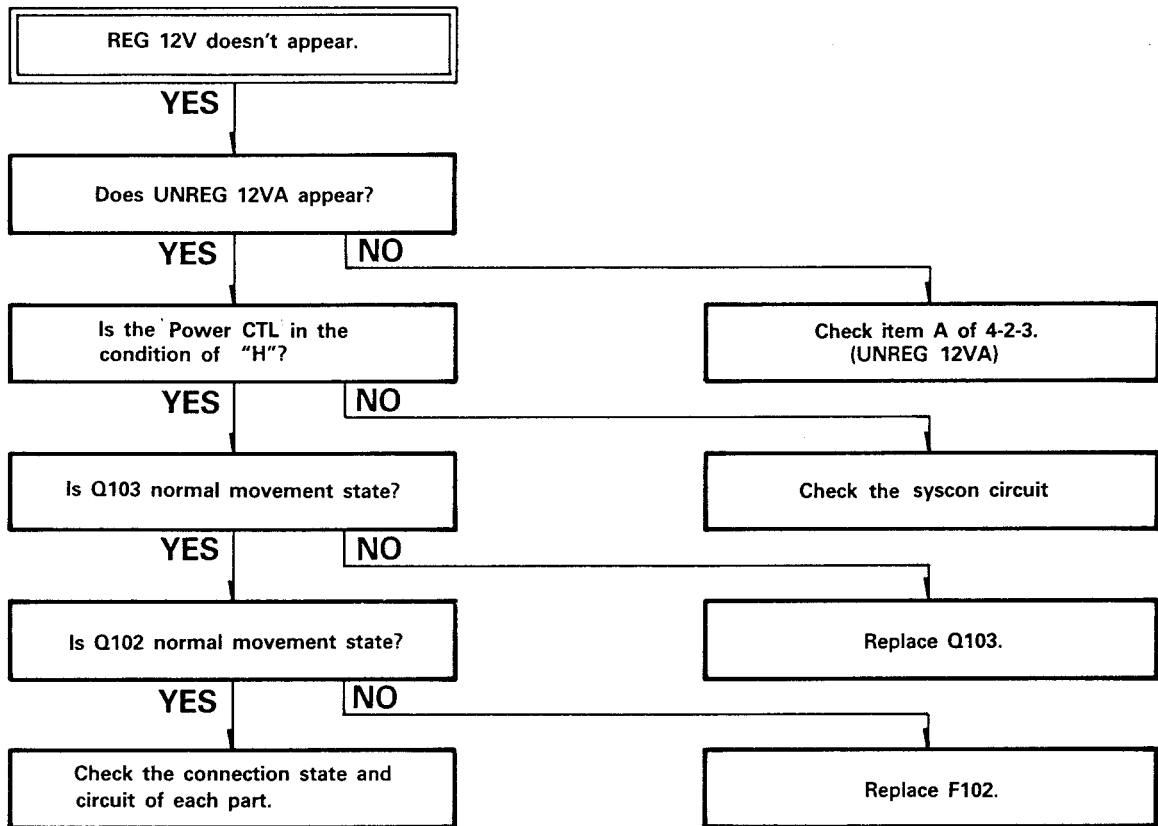 REG 12V doesn't appear.
YES
Does UNREG 12VA appear?
YES
NO
Is the Power CTL in the
condition of "H"?
Check item A of 4-2-3.
(UNREG 12VA)
YES
NO
Is Q103 normal movement state?
Check the syscon circuit
YES
NO
Is Q102 normal movement state?
Replace Q103.
YES
NO
Check the connection state and
circuit of each part.
Replace F102.